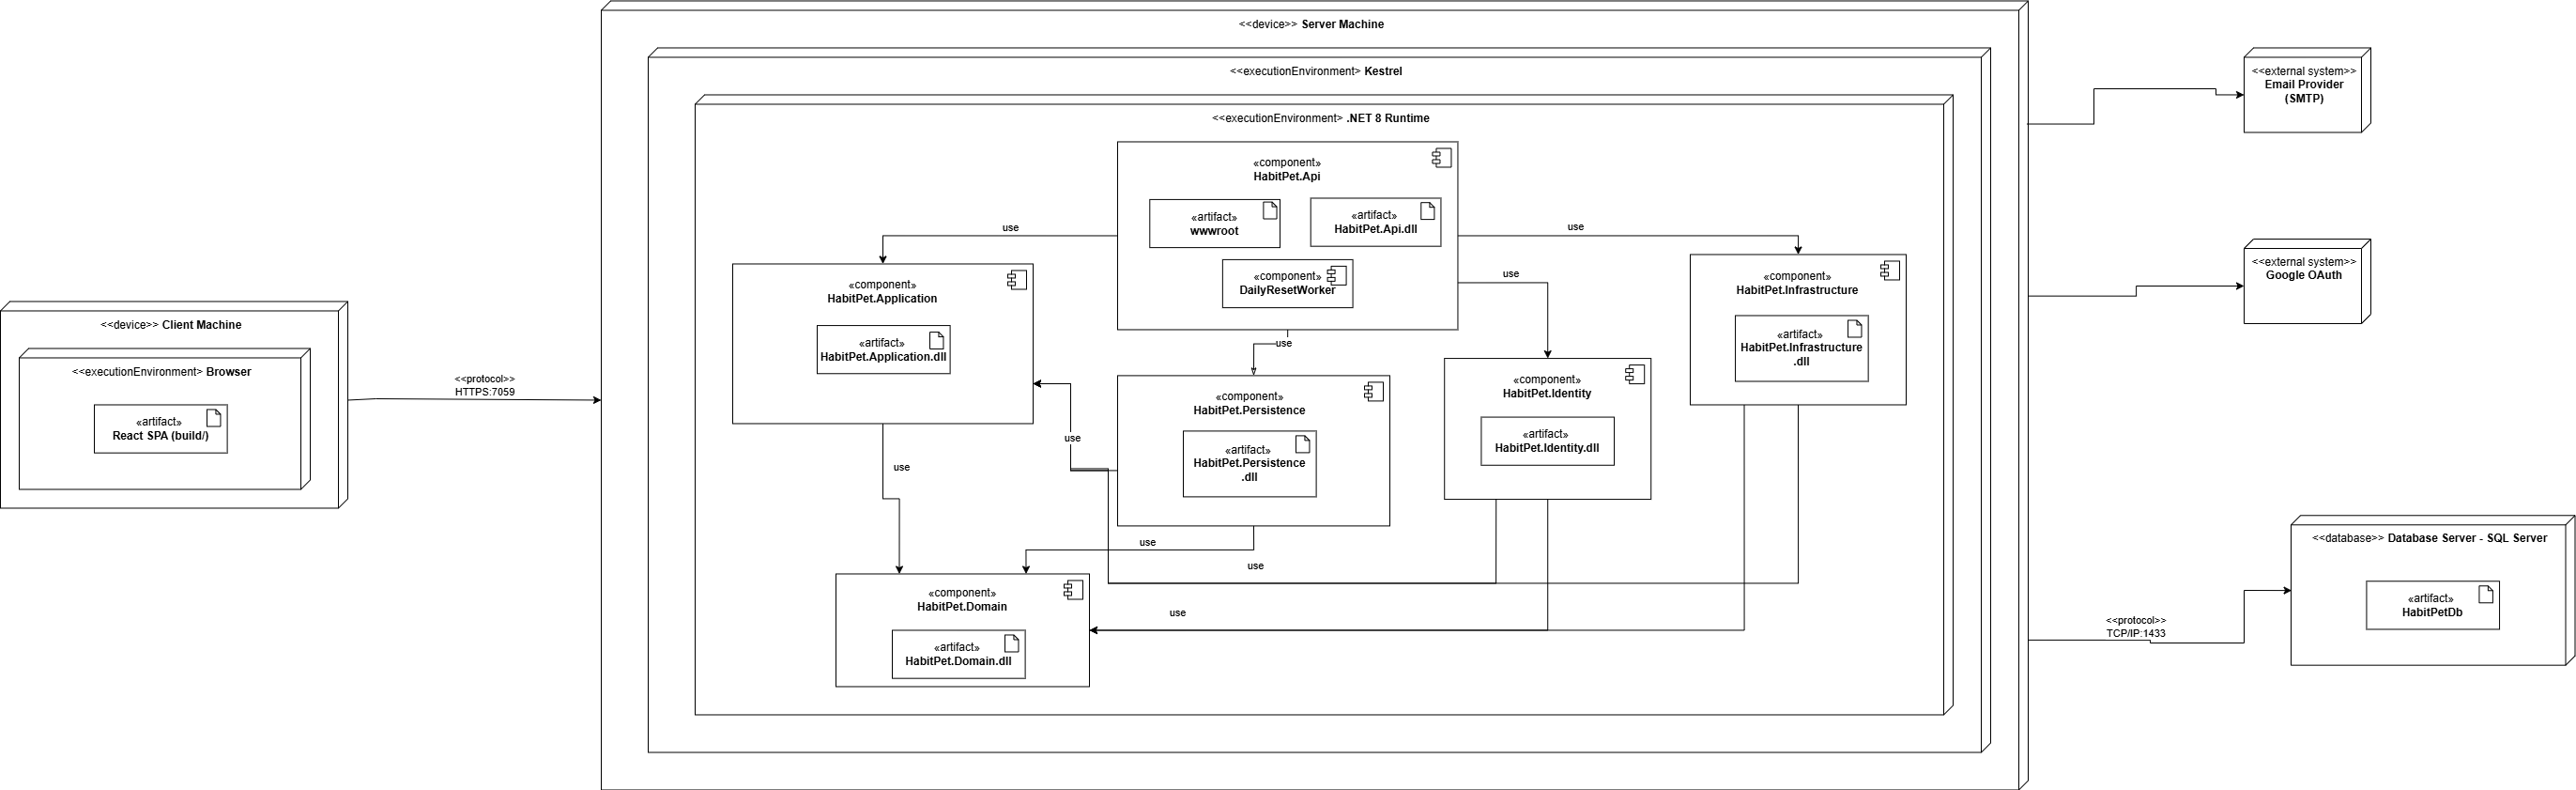 <<device>> Server Machine
<<executionEnvironment> Kestrel
<<executionEnvironment> .NET 8 Runtime
«component»
HabitPet.Api
«artifact»
wwwroot
«artifact»
HabitPet.Api.dll
«component»
DailyResetWorker
use
use
use
use
«component»
HabitPet.Application
«artifact»
HabitPet.Application.dll
«component»
HabitPet.Infrastructure
«artifact»
HabitPet.Infrastructure
.dll
«component»
HabitPet.Persistence
«artifact»
HabitPet.Persistence
.dll
«component»
HabitPet.Identity
«artifact»
HabitPet.Identity.dll
use
use
use
use
use
«component»
HabitPet.Domain
«artifact»
HabitPet.Domain.dll
<<device>> Client Machine
<<executionEnvironment> Browser
«artifact»
React SPA (build/)
<<protocol>>
HTTPS:7059
<<external system>>
Email Provider
(SMTP)
<<external system>>
Google OAuth
<<protocol>>
TCP/IP:1433
<<database>> Database Server - SQL Server
«artifact»
HabitPetDb